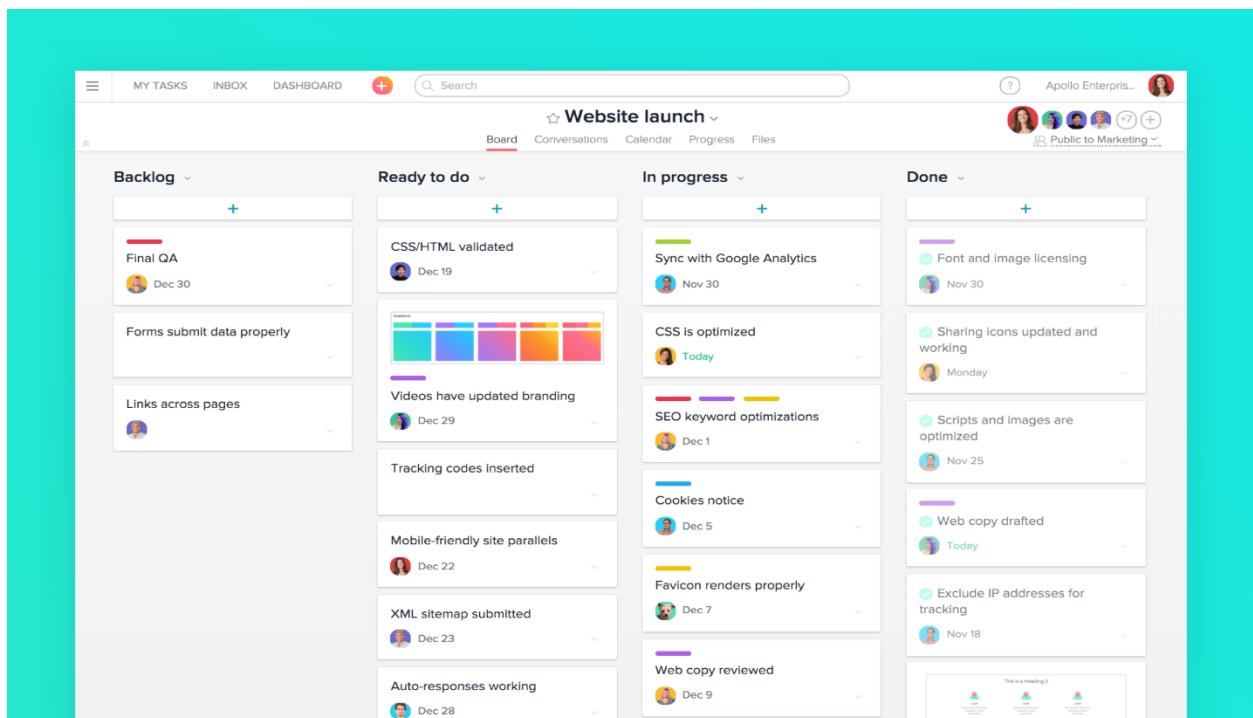 MY TASKS
INBOX
DASHBOARD
Search
?
Apollo Enterpris...
Website launch
+7
Board
Conversations
Calendar
Progress
Files
Public to Marketing
Backlog
+
Final QA
Dec 30
Forms submit data properly
Links across pages
Ready to do
+
CSS/HTML validated
Dec 19
Videos have updated branding
Dec 29
Tracking codes inserted
Mobile-friendly site parallels
Dec 22
XML sitemap submitted
Dec 23
Auto-responses working
Dec 28
In progress
+
Sync with Google Analytics
Nov 30
CSS is optimized
Today
SEO keyword optimizations
Dec 1
Cookies notice
Dec 5
Favicon renders properly
Dec 7
Web copy reviewed
Dec 9
Done
+
Font and image licensing
Nov 30
Sharing icons updated and
working
Monday
Scripts and images are
optimized
Nov 25
Web copy drafted
Today
Exclude IP addresses for
tracking
Nov 18
This is a Heading 2